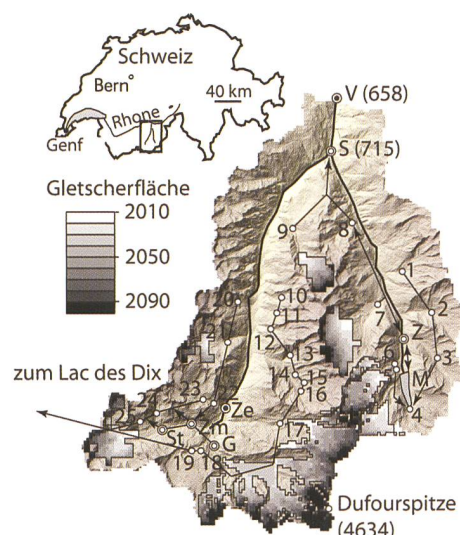 Schweiz
Bern
Rhone
40 km
Genf
Gletscherfläche
2010
2050
2090
V (658)
S (715)
9
8
1
7
2
Z
3
6
M
4
10
11
12
13
14
15
16
17
20
21
zum Lac des Dix
23
Ze
Zm
St
G
19
18
Dufourspitze
(4634)